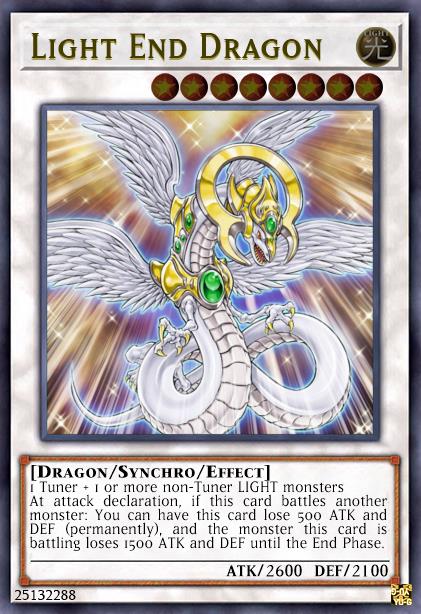 LIGHT END DRAGON
LIGHT
光
[DRAGON/SYNCHRO/EFFECT]
1 Tuner + 1 or more non-Tuner LIGHT monsters
At attack declaration, if this card battles another
monster: You can have this card lose 500 ATK and
DEF (permanently), and the monster this card is
battling loses 1500 ATK and DEF until the End Phase.
ATK/2600 DEF/2100
25132288